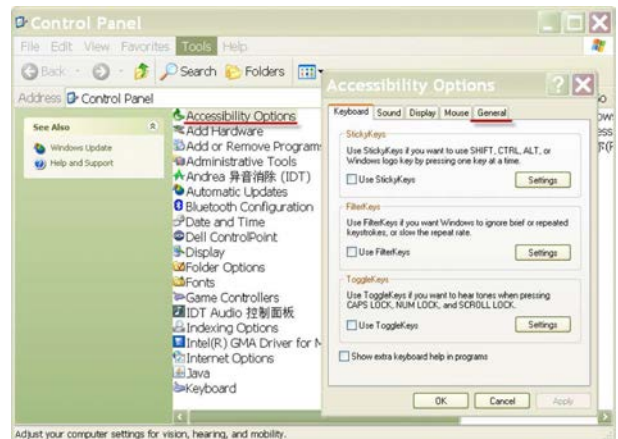 Control Panel
File Edit View Favorites Tools Help
Back Search Folders
Address Control Panel
See Also
Windows Update
Help and Support
Accessibility Options
Add Hardware
Add or Remove Program
Administrative Tools
Andrea 异音消除 (IDT)
Automatic Updates
Bluetooth Configuration
Date and Time
Dell ControlPoint
Display
Folder Options
Fonts
Game Controllers
IDT Audio 控制面板
Indexing Options
Intel(R) GMA Driver for M
Internet Options
Java
Keyboard
Adjust your computer settings for vision, hearing, and mobility.
Accessibility Options
Keyboard Sound Display Mouse General
StickyKeys
Use StickyKeys if you want to use SHIFT, CTRL, ALT, or
Windows logo key by pressing one key at a time.
Use StickyKeys Settings
FilterKeys
Use FilterKeys if you want Windows to ignore brief or repeated
keystrokes, or slow the repeat rate.
Use FilterKeys Settings
ToggleKeys
Use ToggleKeys if you want to hear tones when pressing
CAPS LOCK, NUM LOCK, and SCROLL LOCK.
Use ToggleKeys Settings
Show extra keyboard help in programs
OK Cancel Apply